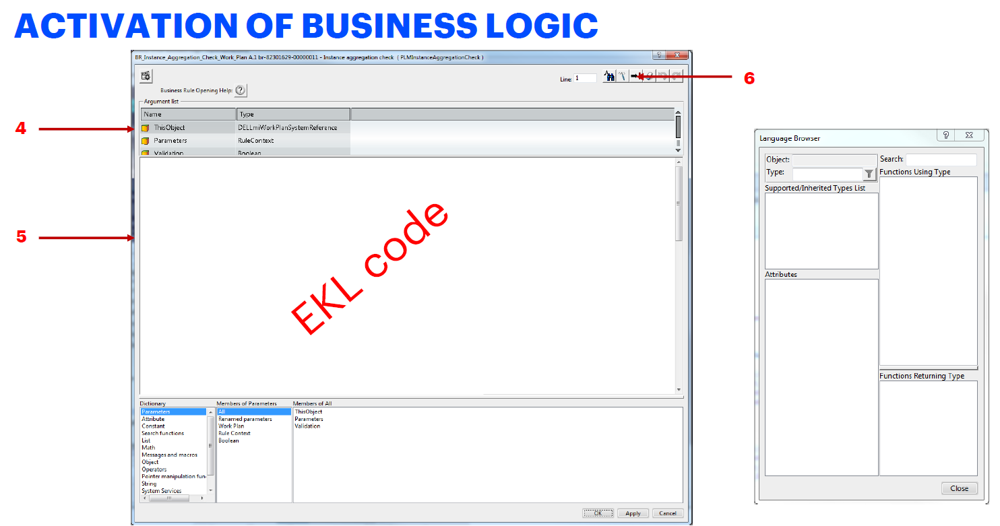 ACTIVATION OF BUSINESS LOGIC
BR_Instance_Aggregation_Check_Work_Plan A.1 br-82301629-00000011 - Instance aggregation check ( PLMInstanceAggregationCheck )
Line: 1
6
Business Rule Opening Help:
Argument list
Name Type
4
ThisObject DELLmiWorkPlanSystemReference
Parameters RuleContext
Validation Boolean
5
EKL code
Dictionary Members of Parameters Members of All
Parameters All ThisObject
Attribute Renamed parameters Parameters
Constant Work Plan Validation
Search functions Rule Context
List Boolean
Math
Messages and macros
Object
Operators
Pointer manipulation fun
String
System Services
OK Apply Cancel
Language Browser
Object: Search:
Type: Functions Using Type
Supported/Inherited Types List
Attributes
Functions Returning Type
Close